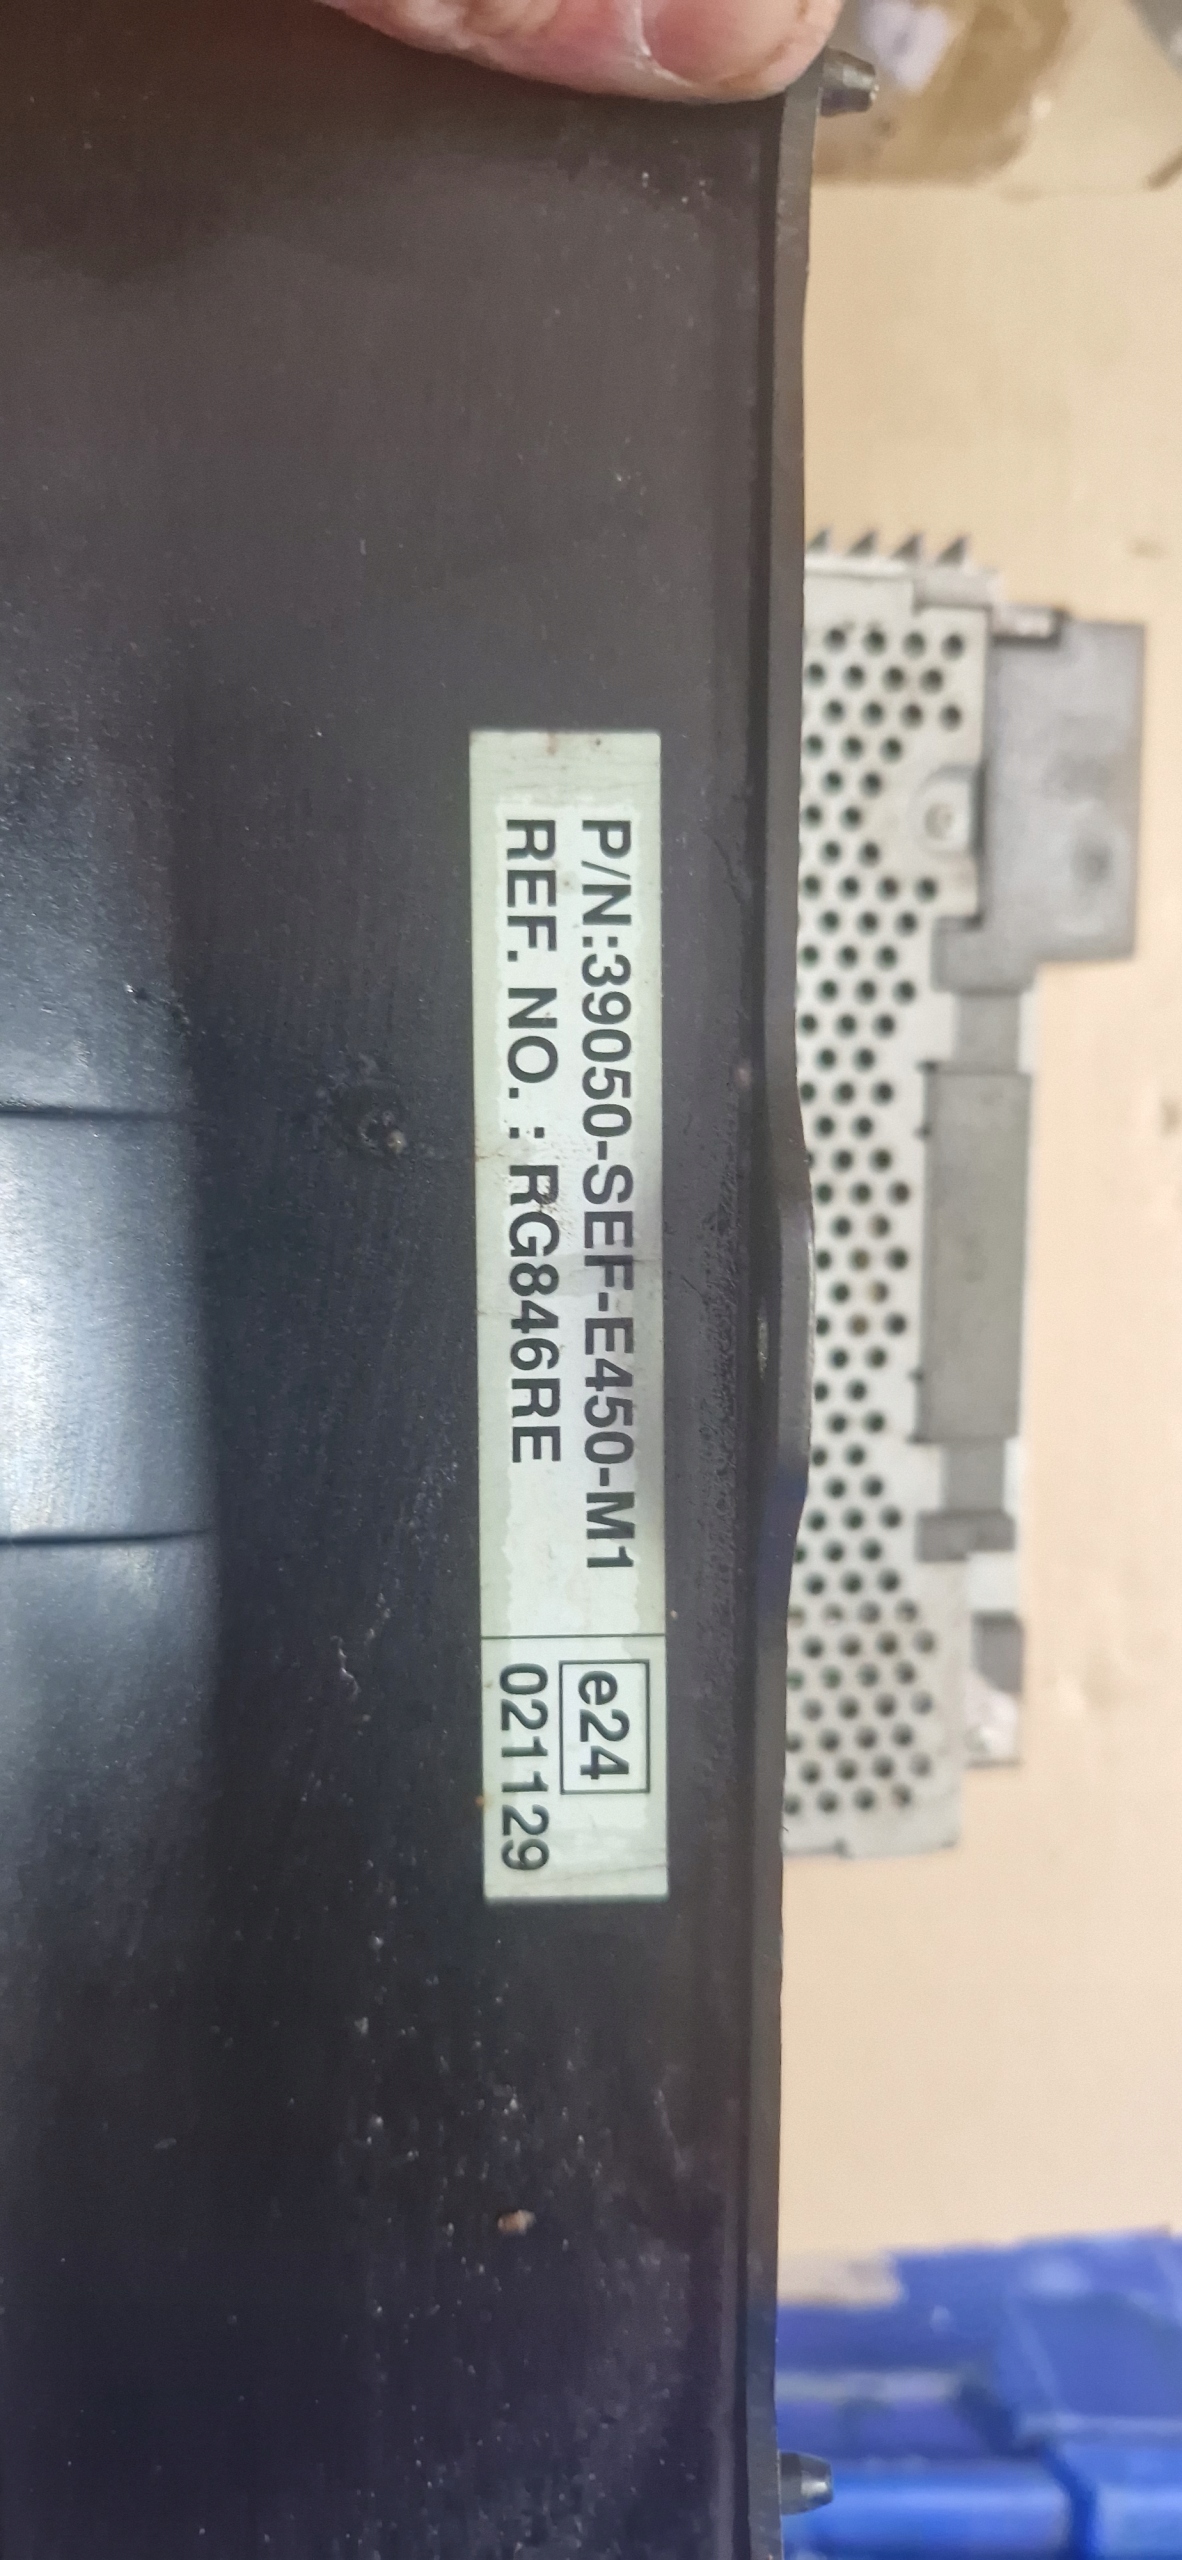 P/N:39050-SEF-E450-M1
REF. NO. : RG846RE
e24
021129